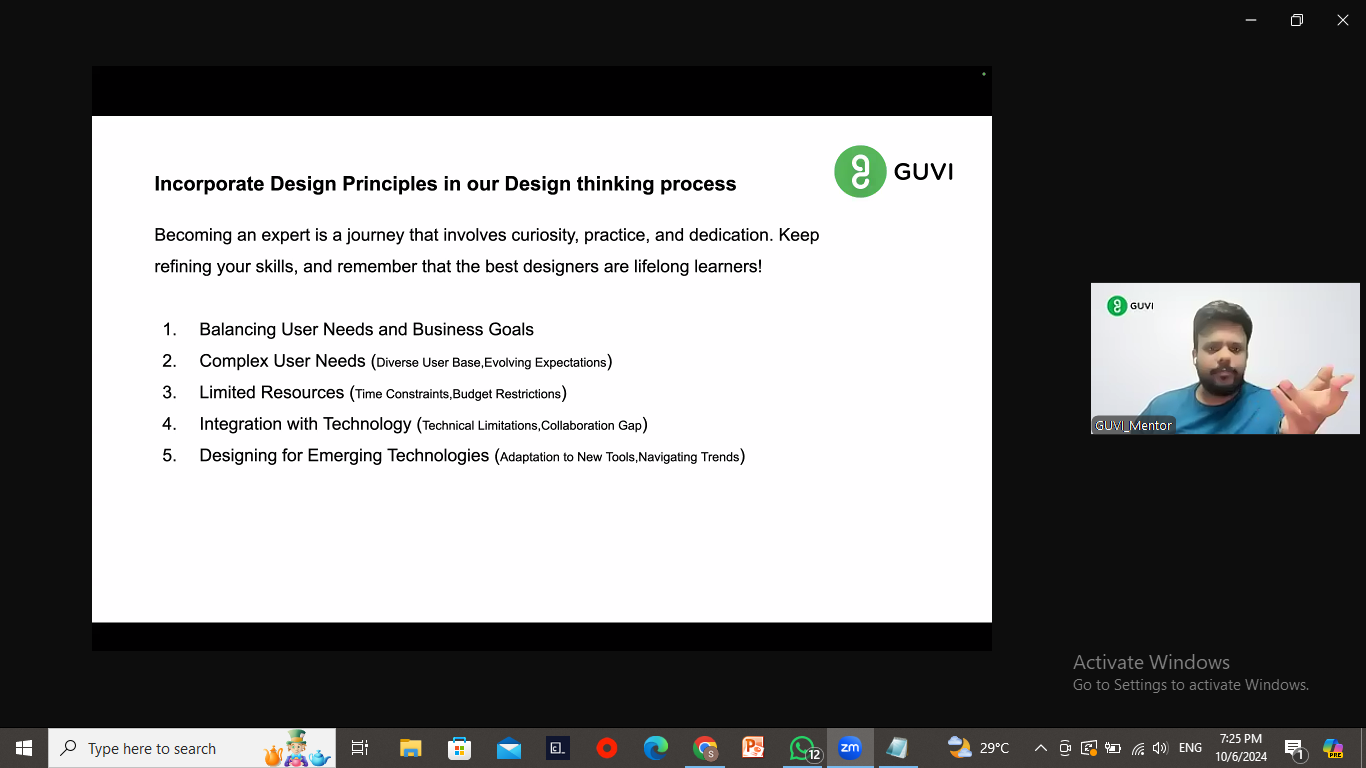 GUVI
Incorporate Design Principles in our Design thinking process
Becoming an expert is a journey that involves curiosity, practice, and dedication. Keep
refining your skills, and remember that the best designers are lifelong learners!
1. Balancing User Needs and Business Goals
2. Complex User Needs (Diverse User Base,Evolving Expectations)
3. Limited Resources (Time Constraints,Budget Restrictions)
4. Integration with Technology (Technical Limitations,Collaboration Gap)
5. Designing for Emerging Technologies (Adaptation to New Tools,Navigating Trends)
GUVI
GUVI_Mentor
Activate Windows
Go to Settings to activate Windows.
Type here to search
12
zm
29°C
ENG
7:25 PM
10/6/2024
1
PRE